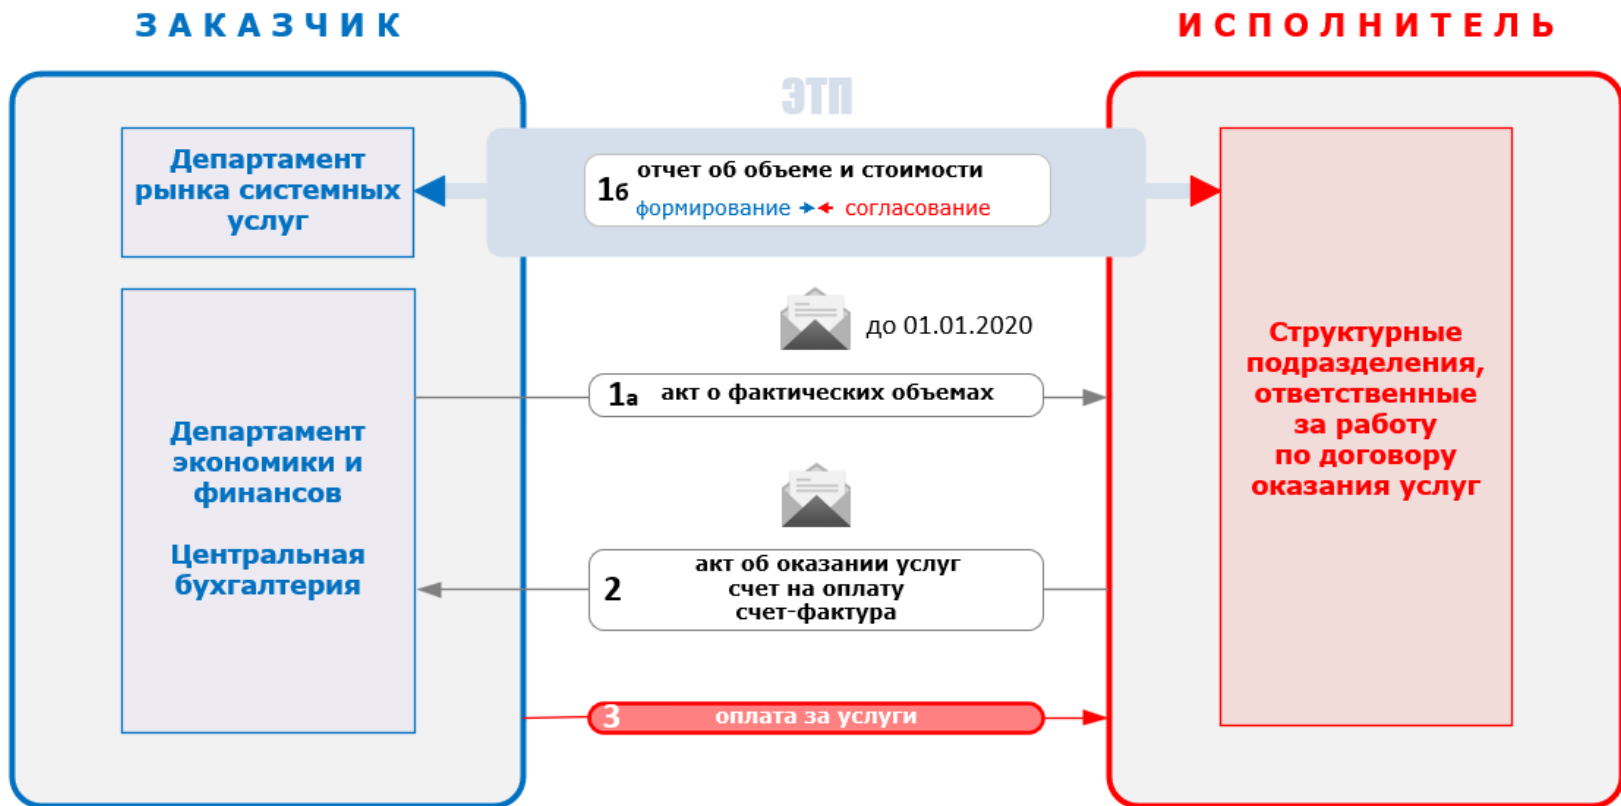 ЗАКАЗЧИК
ИСПОЛНИТЕЛЬ
ЭТП
Департамент
рынка системных
услуг
1б
отчет об объеме и стоимости
формирование согласование
до 01.01.2020
1а акт о фактических объемах
Департамент
экономики и
финансов
Центральная
бухгалтерия
2
акт об оказании услуг
счет на оплату
счет-фактура
3 оплата за услуги
Структурные
подразделения,
ответственные
за работу
по договору
оказания услуг